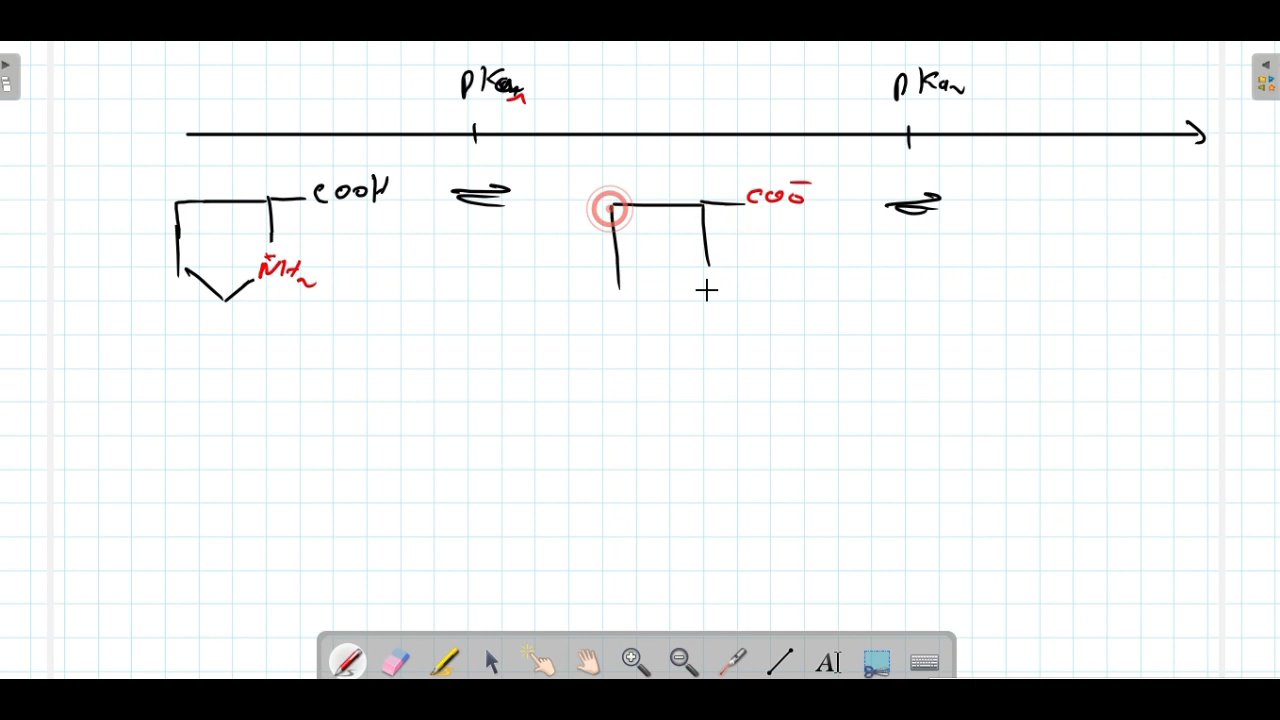 pKa₁ pKa₂
COOH ⇌ COO⁻ ⇌
⁺NH₂
A